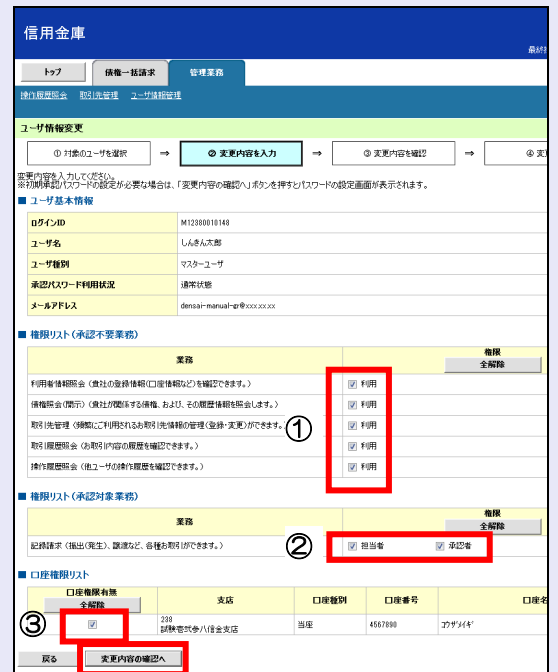 信用金庫
トップ 債権一括請求 管理業務
操作履歴照会 取引先管理 ユーザ情報管理
ユーザ情報変更
① 対象のユーザを選択 ⇒ ② 変更内容を入力 ⇒ ③ 変更内容を確認 ⇒
変更内容を入力してください。
※初期承認パスワードの設定が必要な場合は、「変更内容の確認へ」ボタンを押すとパスワードの設定画面が表示されます。
■ ユーザ基本情報
ログインID M12380010148
ユーザ名 しんきん太郎
ユーザ種別 マスターユーザ
承認パスワード利用状況 通常状態
メールアドレス densai-manual-gr@xxx.xx.xx
■ 権限リスト(承認不要業務)
業務 権限
全解除
利用者情報照会 (貴社の登録情報(口座情報など)を確認できます。) 利用
債権照会(開示) (貴社が関係する債権、および、その履歴情報を照会します。) 利用
取引先管理 (頻繁にご利用されるお取引先情報の管理(登録・変更)ができます。 ① 利用
取引履歴照会 (お取引内容の履歴を確認できます。) 利用
操作履歴照会 (他ユーザの操作履歴を確認できます。) 利用
■ 権限リスト(承認対象業務)
業務 権限
全解除
記録請求 (振出(発生)、譲渡など、各種お取引ができます。) ② 担当者 承認者
■ 口座権限リスト
口座権限有無 支店 口座種別 口座番号 口座名
全解除
③ 238 試験壱弐参八信金支店 当座 4567890 コウザメイギ
戻る 変更内容の確認へ